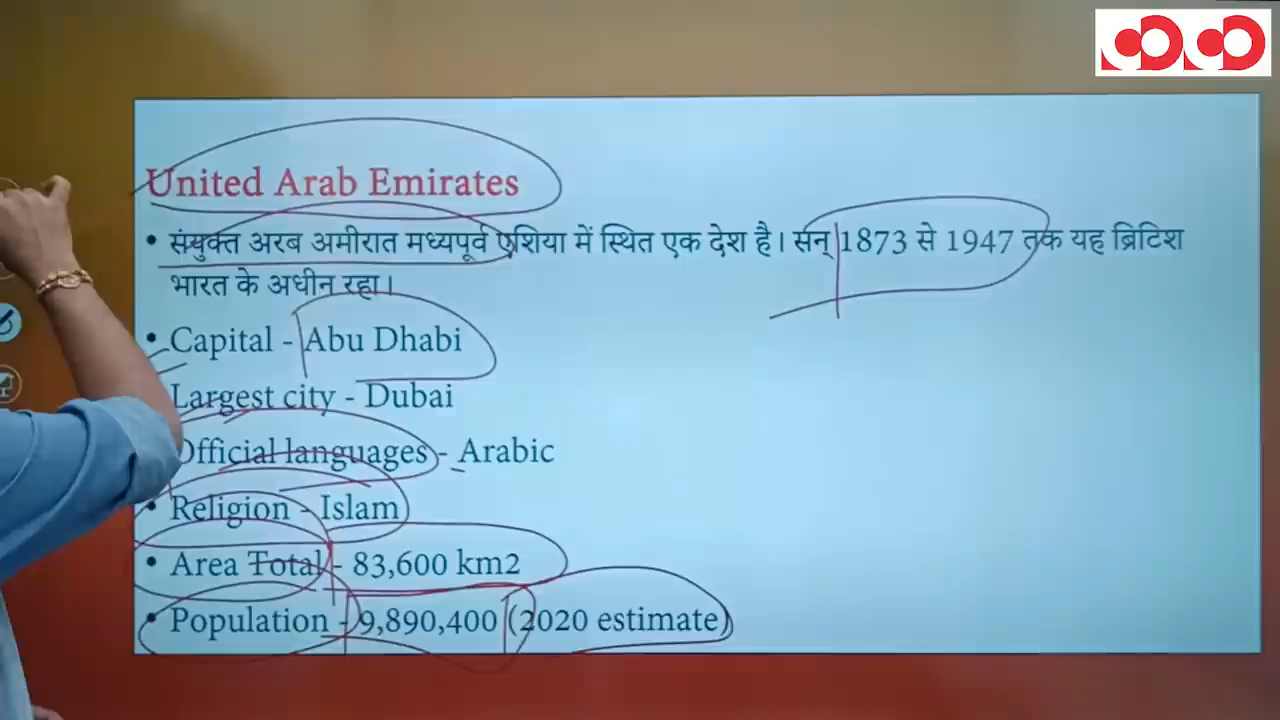 United Arab Emirates
• संयुक्त अरब अमीरात मध्यपूर्व एशिया में स्थित एक देश है। सन् 1873 से 1947 तक यह ब्रिटिश
भारत के अधीन रहा।
• Capital - Abu Dhabi
Largest city - Dubai
Official languages - Arabic
• Religion - Islam
• Area Total - 83,600 km2
• Population - 9,890,400 (2020 estimate)